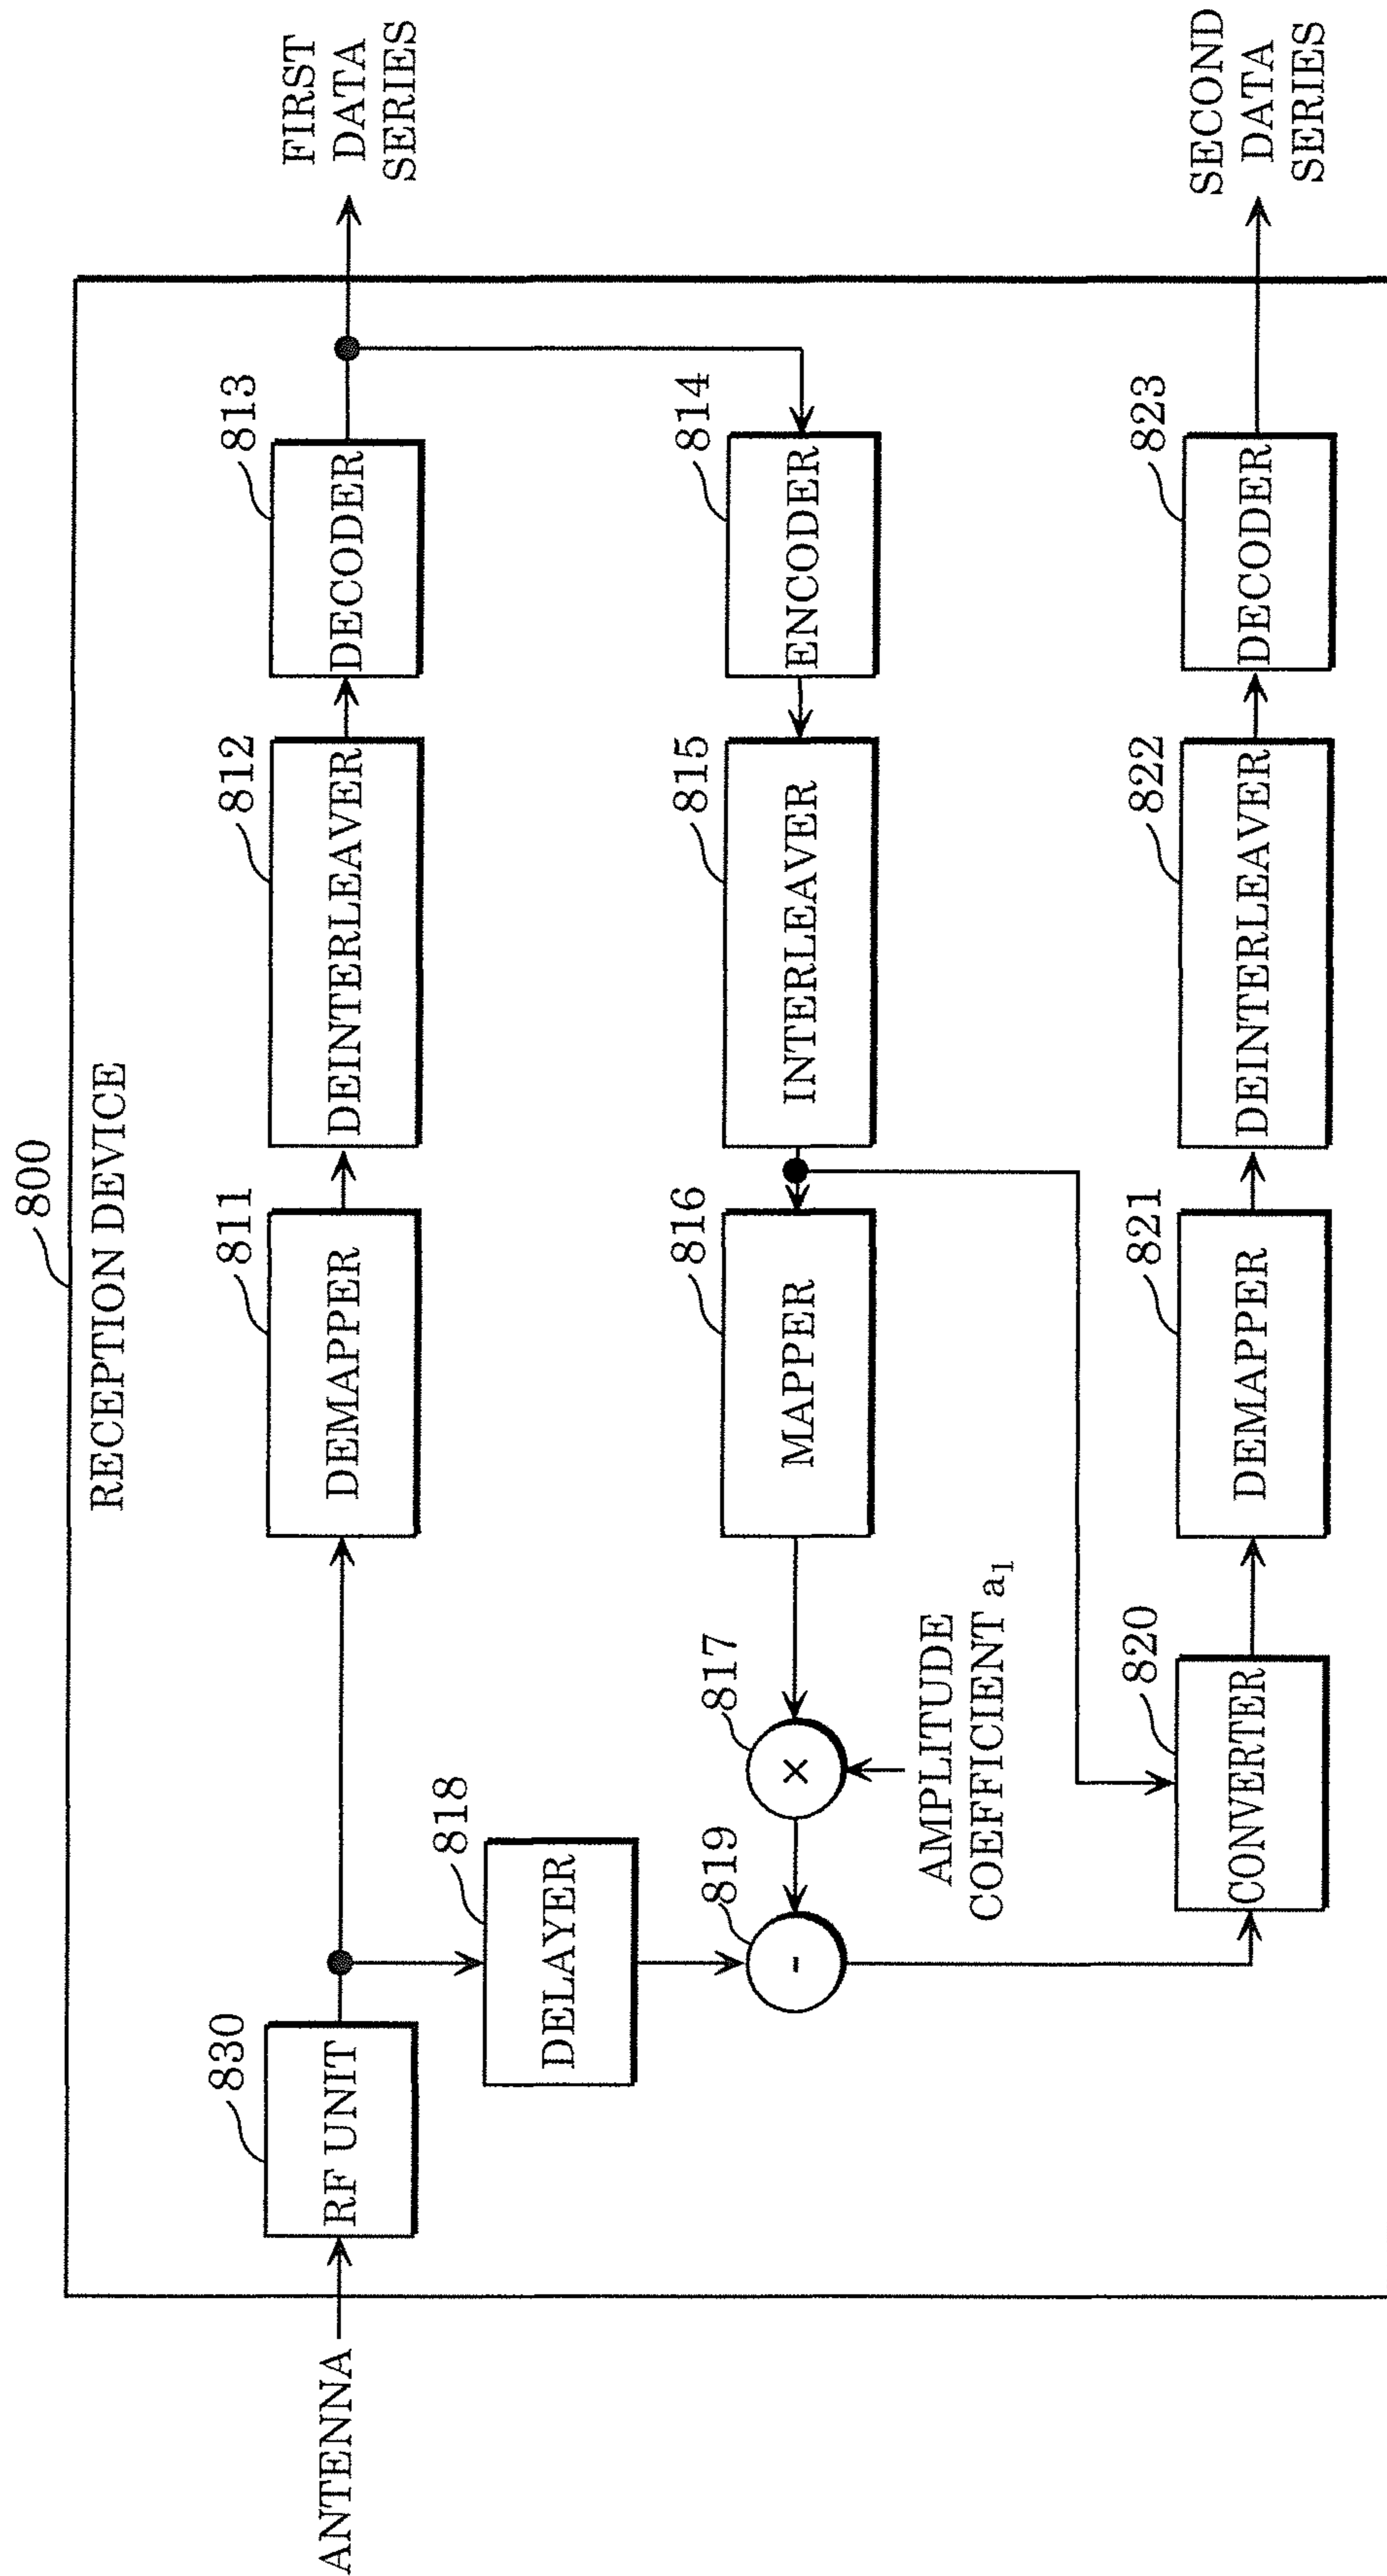 800
RECEPTION DEVICE
ANTENNA
830
RF UNIT
811
DEMAPPER
812
DEINTERLEAVER
813
DECODER
FIRST
DATA
SERIES
818
DELAYER
819
-
817
×
AMPLITUDE
COEFFICIENT a1
816
MAPPER
815
INTERLEAVER
814
ENCODER
820
CONVERTER
821
DEMAPPER
822
DEINTERLEAVER
823
DECODER
SECOND
DATA
SERIES